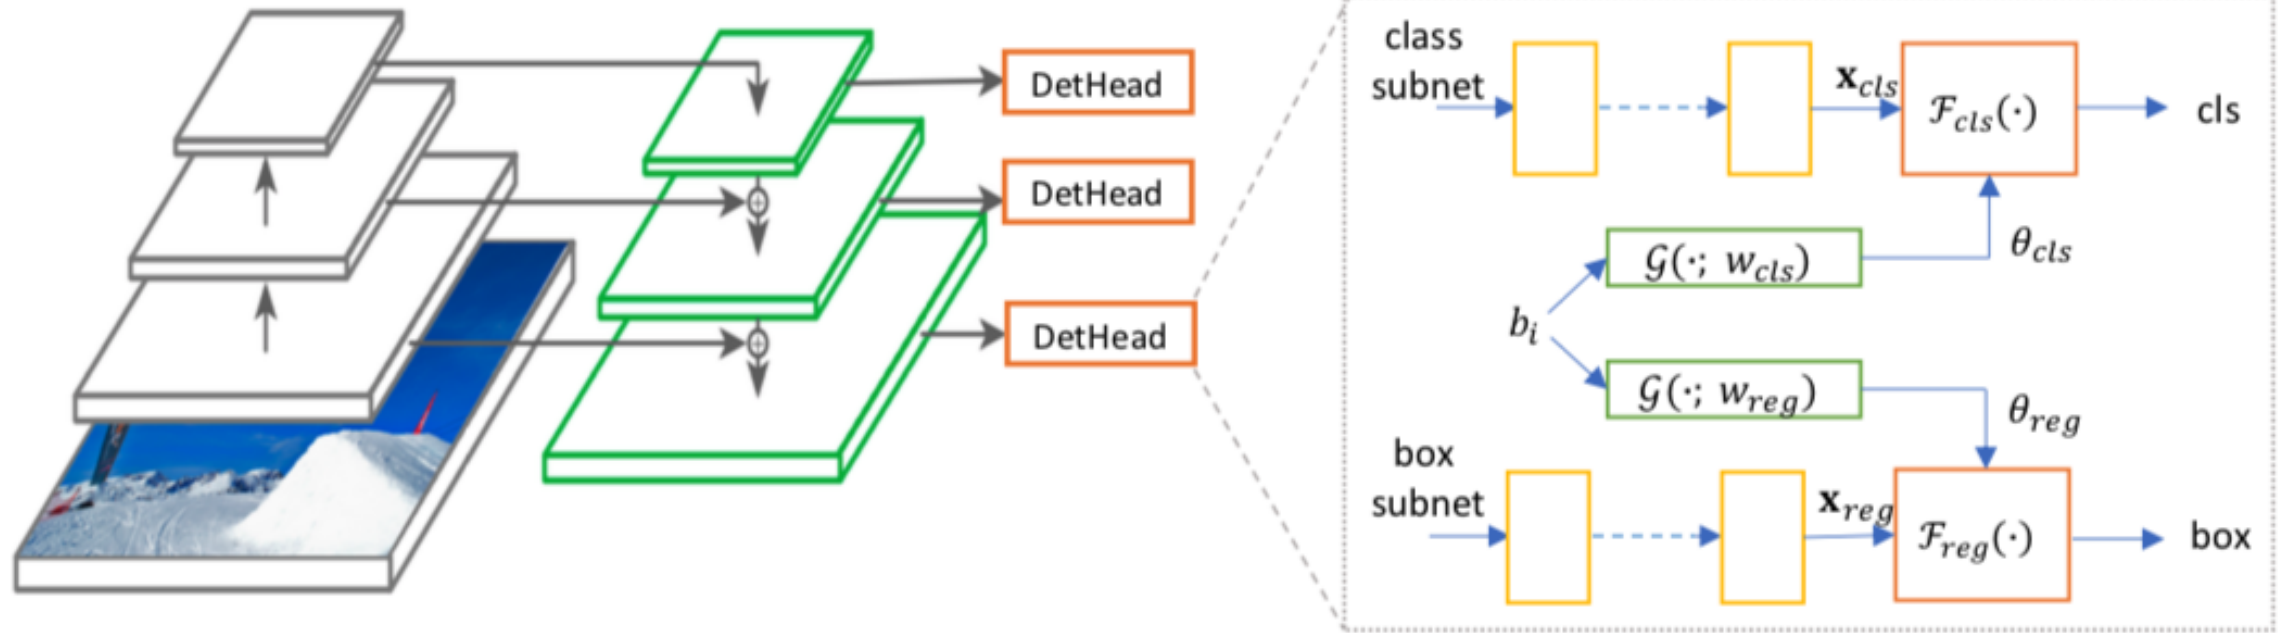 DetHead
DetHead
DetHead
class
subnet
𝐱_cls
ℱ_cls(·)
cls
θ_cls
𝒢(·; w_cls)
b_i
𝒢(·; w_reg)
θ_reg
box
subnet
𝐱_reg
ℱ_reg(·)
box